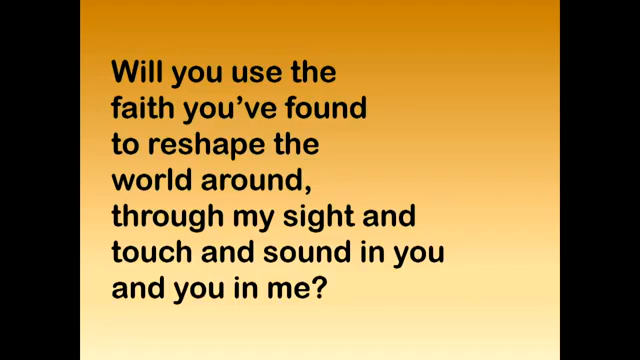 Will you use the
faith you’ve found
to reshape the
world around,
through my sight and
touch and sound in you
and you in me?